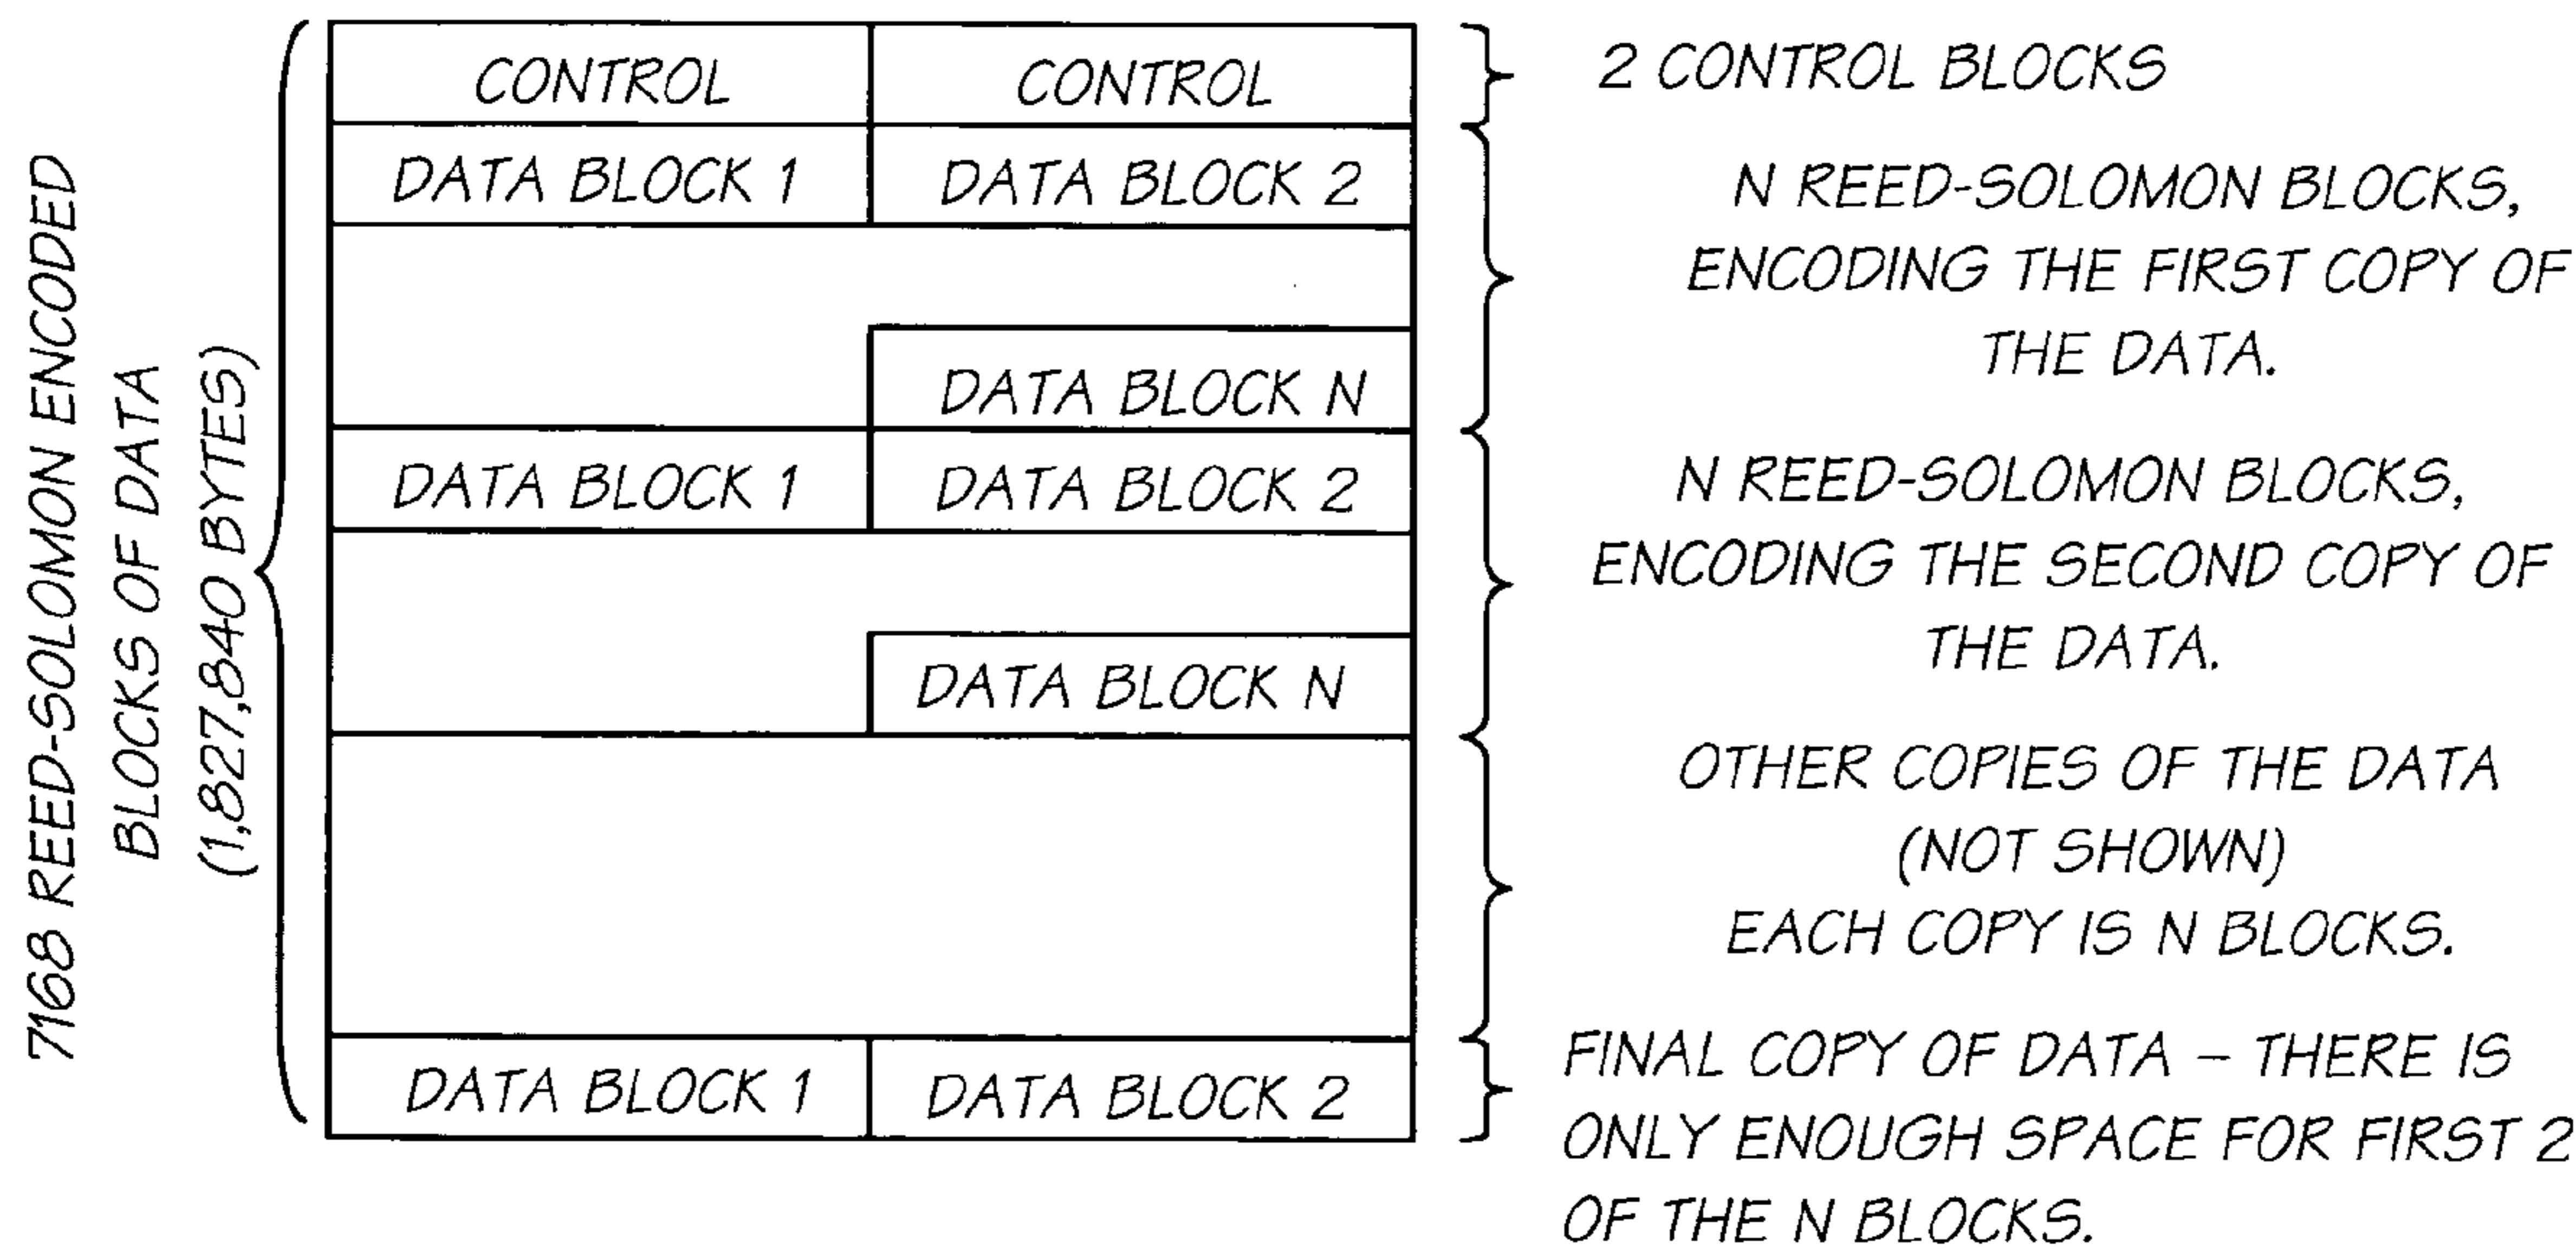 7168 REED-SOLOMON ENCODED
BLOCKS OF DATA
(1,827,840 BYTES)
CONTROL CONTROL
2 CONTROL BLOCKS
DATA BLOCK 1 DATA BLOCK 2
DATA BLOCK N
N REED-SOLOMON BLOCKS,
ENCODING THE FIRST COPY OF
THE DATA.
DATA BLOCK 1 DATA BLOCK 2
DATA BLOCK N
N REED-SOLOMON BLOCKS,
ENCODING THE SECOND COPY OF
THE DATA.
OTHER COPIES OF THE DATA
(NOT SHOWN)
EACH COPY IS N BLOCKS.
DATA BLOCK 1 DATA BLOCK 2
FINAL COPY OF DATA – THERE IS
ONLY ENOUGH SPACE FOR FIRST 2
OF THE N BLOCKS.